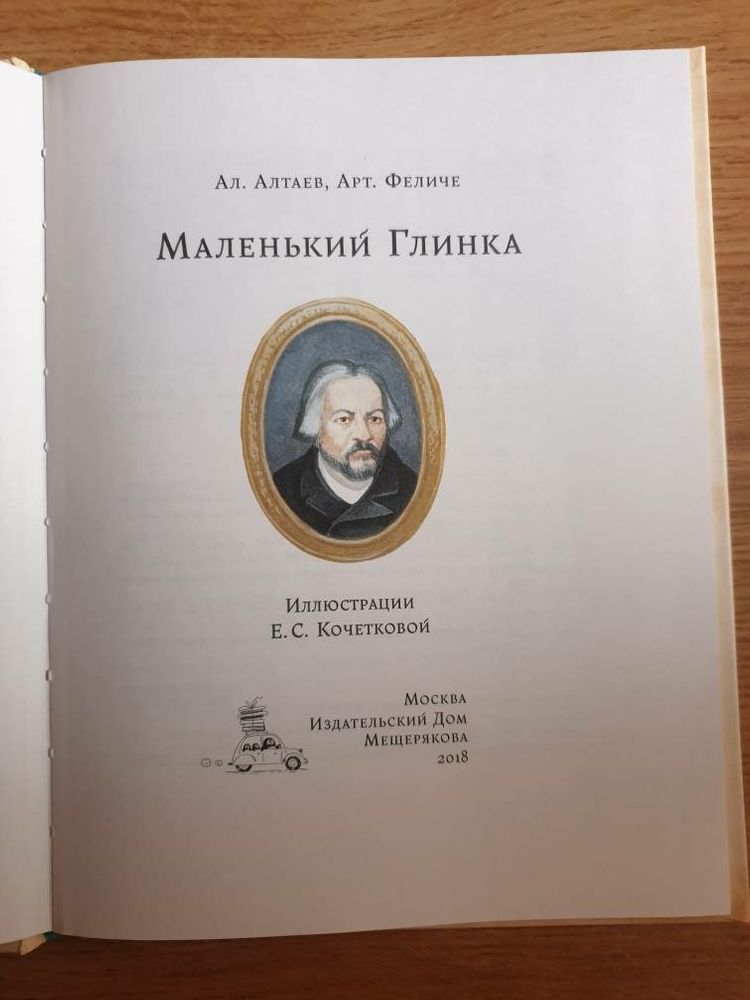 Ал. Алтаев, Арт. Феличе
Маленький Глинка
Иллюстрации
Е. С. Кочетковой
Москва
Издательский Дом
Мещерякова
2018